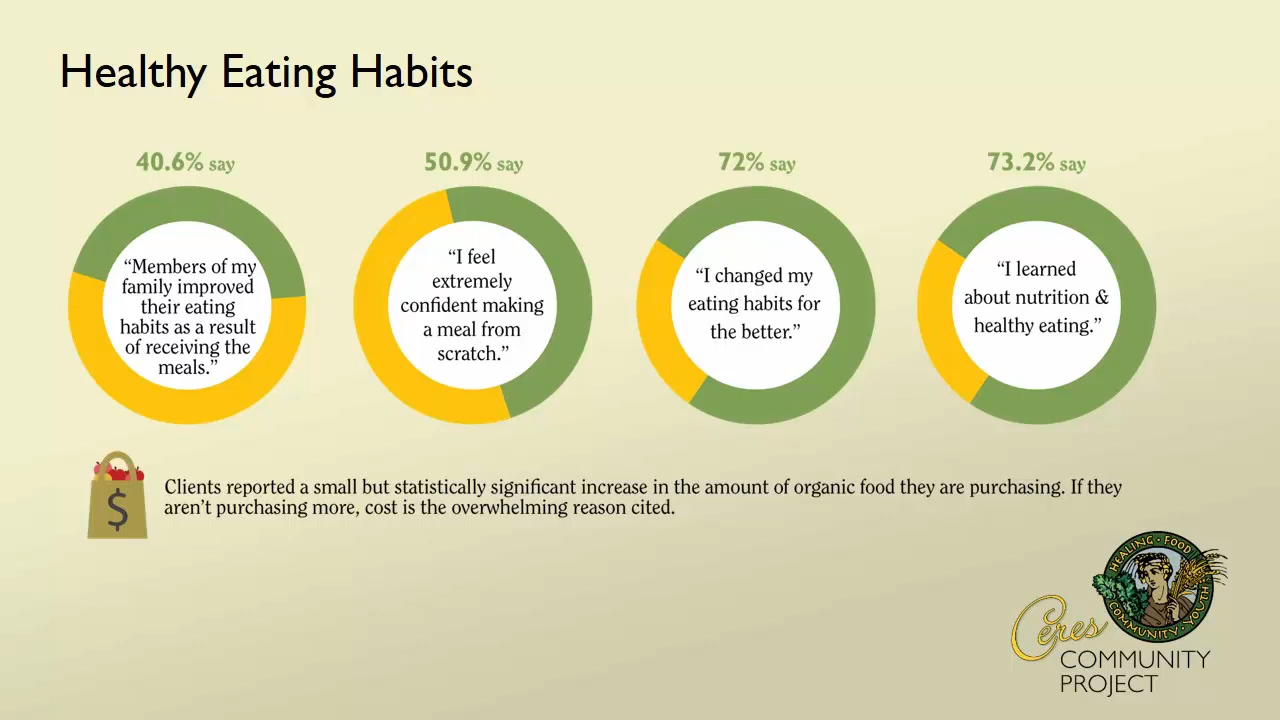 Healthy Eating Habits
40.6% say
“Members of my
family improved
their eating
habits as a result
of receiving the
meals.”
50.9% say
“I feel
extremely
confident making
a meal from
scratch.”
72% say
“I changed my
eating habits for
the better.”
73.2% say
“I learned
about nutrition &
healthy eating.”
$
Clients reported a small but statistically significant increase in the amount of organic food they are purchasing. If they
aren’t purchasing more, cost is the overwhelming reason cited.
HEALING · FOOD
COMMUNITY · YOUTH
Ceres
COMMUNITY
PROJECT